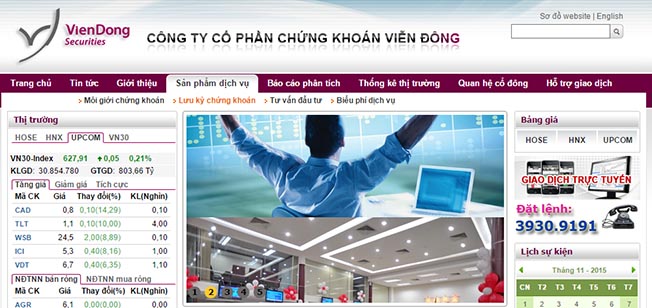 Sơ đồ website | English
VienDong
Securities
CÔNG TY CỔ PHẦN CHỨNG KHOÁN VIỄN ĐÔNG
Trang chủ Tin tức Giới thiệu Sản phẩm dịch vụ Báo cáo phân tích Thống kê thị trường Quan hệ cổ đông Hỗ trợ giao dịch
Môi giới chứng khoán Lưu ký chứng khoán Tư vấn đầu tư Biểu phí dịch vụ
Thị trường
HOSE HNX UPCOM VN30
VN30-Index 627,91 +0,05 0,21%
KLGD: 30.854.780 GTGD: 803.66 Tỷ
Tăng giá Giảm giá Tích cực
Mã CK Giá Thay đổi(%) KL(Nghìn)
CAD 0,8 0,10(14,29) 0,10
TLT 1,1 0,10(10,00) 4,00
WSB 24,5 2,00(8,89) 0,10
ICI 5,3 0,40(8,16) 1,00
VDT 6,7 0,40(6,35) 1,10
NĐTNN bán ròng NĐTNN mua ròng
Mã CK Giá Thay đổi(%) KL(Nghìn)
AGR 6,1 0,00(0,00) 0,00
1 2 3 4 5
Bảng giá
HOSE HNX UPCOM
GIAO DỊCH TRỰC TUYẾN
Đặt lệnh:
3930.9191
Lịch sự kiện
Tháng 11 - 2015
CN T2 T3 T4 T5 T6 T7
1 2 3 4 5 6 7